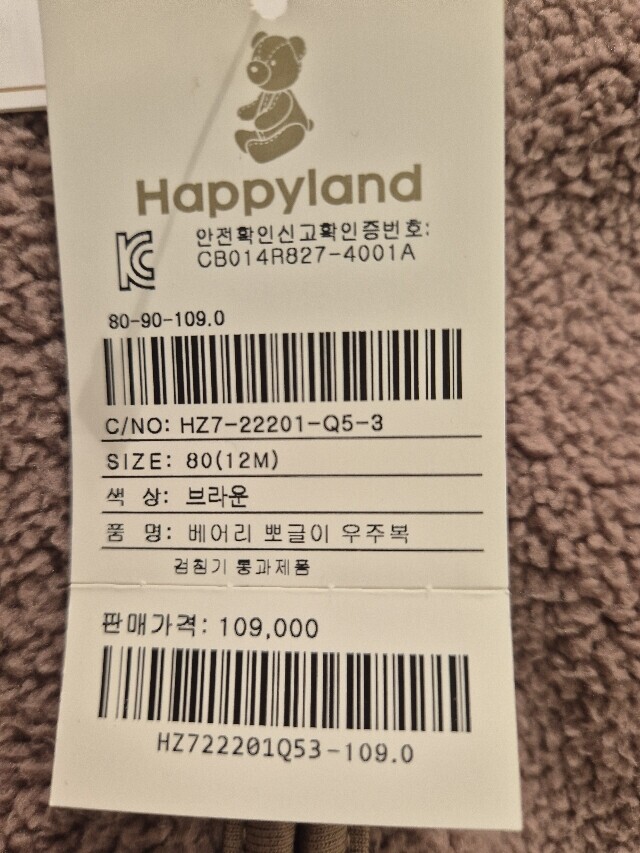 Happyland
안전확인신고확인증번호:
CB014R827-4001A
80-90-109.0
C/NO: HZ7-22201-Q5-3
SIZE: 80(12M)
색 상: 브라운
품 명: 베어리 뽀글이 우주복
검침기 통과제품
판매가격: 109,000
HZ722201Q53-109.0